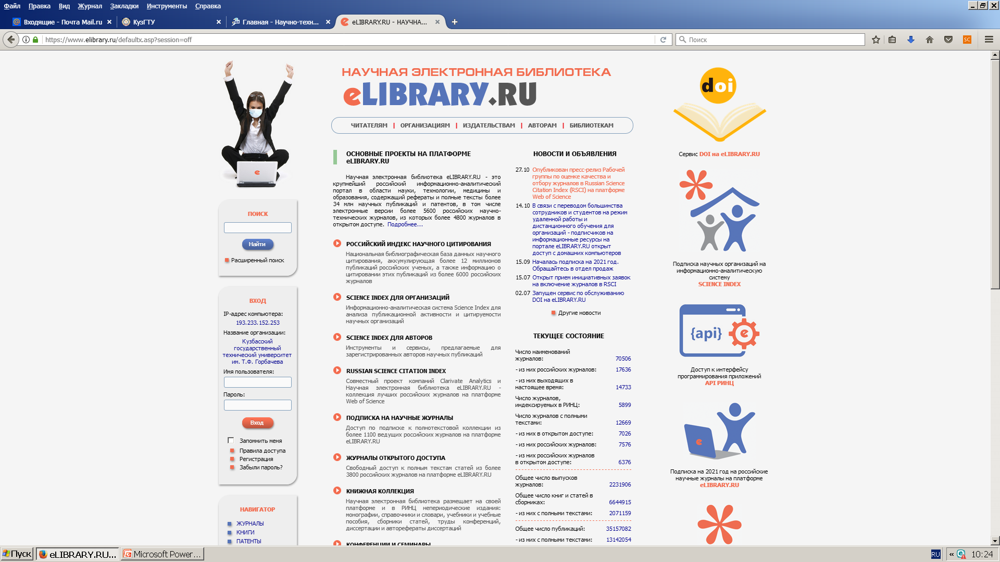 Файл Правка Вид Журнал Закладки Инструменты Справка
Входящие - Почта Mail.ru
КузГТУ
Главная - Научно-техн...
eLIBRARY.RU - НАУЧНА...
https://www.elibrary.ru/defaultx.asp?session=off
Поиск
SC
НАУЧНАЯ ЭЛЕКТРОННАЯ БИБЛИОТЕКА
eLIBRARY.RU
ЧИТАТЕЛЯМ | ОРГАНИЗАЦИЯМ | ИЗДАТЕЛЬСТВАМ | АВТОРАМ | БИБЛИОТЕКАМ
e
ПОИСК
Найти
Расширенный поиск
ВХОД
IP-адрес компьютера:
193.233.152.253
Название организации:
Кузбасский
государственный
технический университет
им. Т.Ф. Горбачева
Имя пользователя:
Пароль:
Вход
Запомнить меня
Правила доступа
Регистрация
Забыли пароль?
НАВИГАТОР
ЖУРНАЛЫ
КНИГИ
ПАТЕНТЫ
ОСНОВНЫЕ ПРОЕКТЫ НА ПЛАТФОРМЕ
eLIBRARY.RU
Научная электронная библиотека eLIBRARY.RU - это
крупнейший российский информационно-аналитический
портал в области науки, технологии, медицины и
образования, содержащий рефераты и полные тексты более
34 млн научных публикаций и патентов, в том числе
электронные версии более 5600 российских научно-
технических журналов, из которых более 4800 журналов в
открытом доступе. Подробнее...
РОССИЙСКИЙ ИНДЕКС НАУЧНОГО ЦИТИРОВАНИЯ
Национальная библиографическая база данных научного
цитирования, аккумулирующая более 12 миллионов
публикаций российских ученых, а также информацию о
цитировании этих публикаций из более 6000 российских
журналов
SCIENCE INDEX ДЛЯ ОРГАНИЗАЦИЙ
Информационно-аналитическая система Science Index для
анализа публикационной активности и цитируемости
научных организаций
SCIENCE INDEX ДЛЯ АВТОРОВ
Инструменты и сервисы, предлагаемые для
зарегистрированных авторов научных публикаций
RUSSIAN SCIENCE CITATION INDEX
Совместный проект компаний Clarivate Analytics и
Научная электронная библиотека eLIBRARY.RU -
коллекция лучших российских журналов на платформе
Web of Science
ПОДПИСКА НА НАУЧНЫЕ ЖУРНАЛЫ
Доступ по подписке к полнотекстовой коллекции из
более 1100 ведущих российских журналов на платформе
eLIBRARY.RU
ЖУРНАЛЫ ОТКРЫТОГО ДОСТУПА
Свободный доступ к полным текстам статей из более
3800 российских журналов на платформе eLIBRARY.RU
КНИЖНАЯ КОЛЛЕКЦИЯ
Научная электронная библиотека размещает на своей
платформе и в РИНЦ непериодические издания:
монографии, справочники и словари, учебники и учебные
пособия, сборники статей, труды конференций,
диссертации и авторефераты диссертаций
КОНФЕРЕНЦИИ И СЕМИНАРЫ
НОВОСТИ И ОБЪЯВЛЕНИЯ
27.10 Опубликован пресс-релиз Рабочей
группы по оценке качества и
отбору журналов в Russian Science
Citation Index (RSCI) на платформе
Web of Science
14.10 В связи с переводом большинства
сотрудников и студентов на режим
удаленной работы и
дистанционного обучения для
организаций - подписчиков на
информационные ресурсы на
портале eLIBRARY.RU открыт
доступ с домашних компьютеров
15.09 Началась подписка на 2021 год.
Обращайтесь в отдел продаж
15.07 Открыт прием инициативных заявок
на включение журналов в RSCI
02.07 Запущен сервис по обслуживанию
DOI на eLIBRARY.RU
Другие новости
ТЕКУЩЕЕ СОСТОЯНИЕ
Число наименований
журналов: 70506
- из них российских журналов: 17636
- из них выходящих в
настоящее время: 14733
Число журналов,
индексируемых в РИНЦ: 5899
Число журналов с полными
текстами: 12669
- из них в открытом доступе: 7026
- из них российских журналов: 7576
- из них российских журналов
в открытом доступе: 6376
Общее число выпусков
журналов: 2231906
Общее число книг и статей в
сборниках: 6644915
- из них с полными текстами: 2071159
Общее число публикаций: 35157082
- из них с полными текстами: 13142054
doi
Сервис DOI на eLIBRARY.RU
Подписка научных организаций на
информационно-аналитическую
систему
SCIENCE INDEX
{api} e
Доступ к интерфейсу
программирования приложений
API РИНЦ
e
Подписка на 2021 год на российские
научные журналы на платформе
eLIBRARY.RU
Пуск
eLIBRARY.RU...
Microsoft Power...
RU
« 10:24